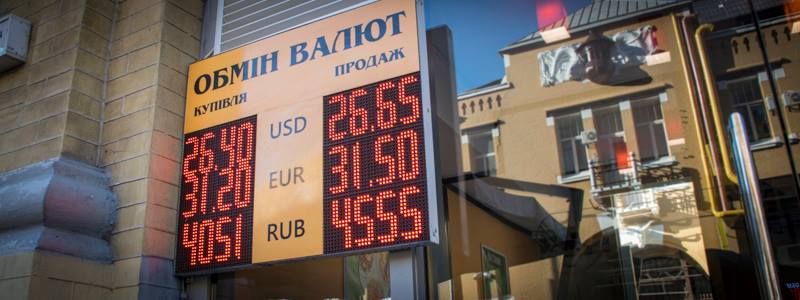 ОБМІН ВАЛЮТ
КУПІВЛЯ ПРОДАЖ
26.40 USD 26.65
31.20 EUR 31.50
4051 RUB 4555